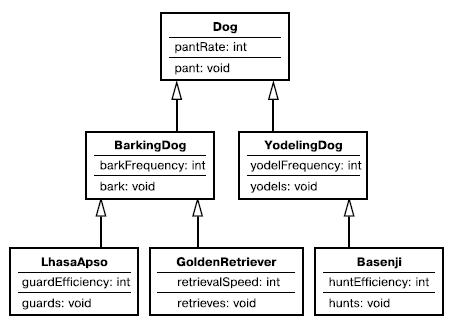 Dog
pantRate: int
pant: void
BarkingDog
barkFrequency: int
bark: void
YodelingDog
yodelFrequency: int
yodels: void
LhasaApso
guardEfficiency: int
guards: void
GoldenRetriever
retrievalSpeed: int
retrieves: void
Basenji
huntEfficiency: int
hunts: void